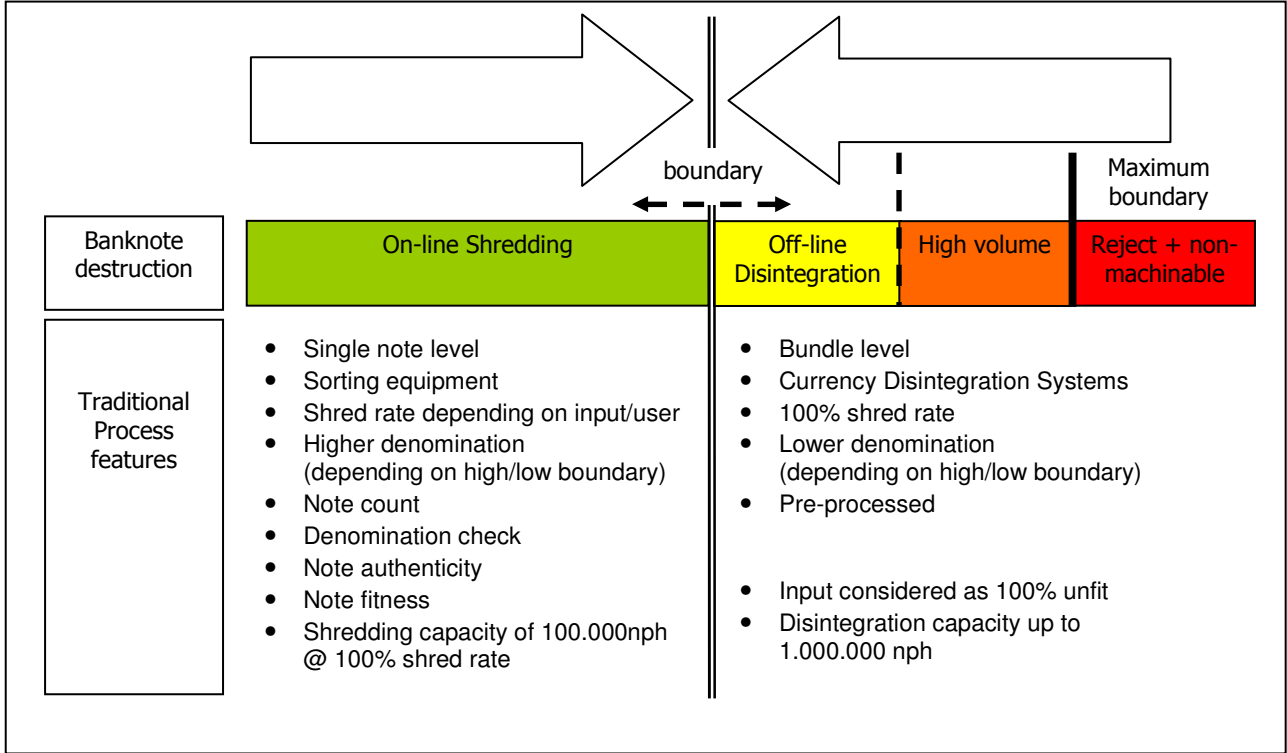 boundary
Maximum
boundary
Banknote
destruction
On-line Shredding
Off-line
Disintegration
High volume
Reject + non-
machinable
Traditional
Process
features
• Single note level
• Sorting equipment
• Shred rate depending on input/user
• Higher denomination
(depending on high/low boundary)
• Note count
• Denomination check
• Note authenticity
• Note fitness
• Shredding capacity of 100.000nph
@ 100% shred rate
• Bundle level
• Currency Disintegration Systems
• 100% shred rate
• Lower denomination
(depending on high/low boundary)
• Pre-processed
• Input considered as 100% unfit
• Disintegration capacity up to
1.000.000 nph